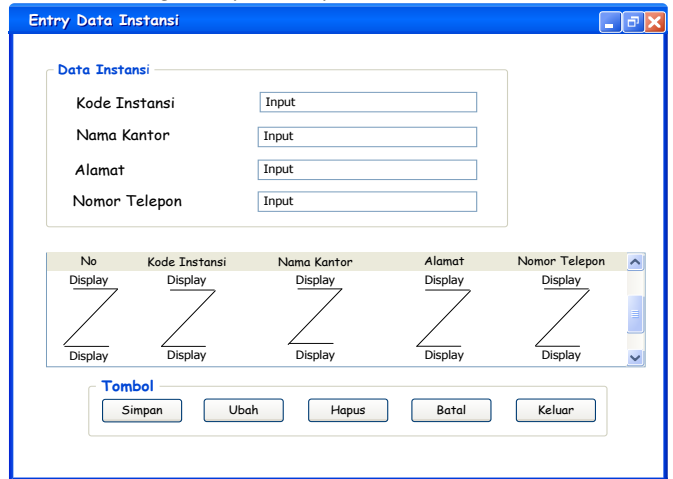 Entry Data Instansi
Data Instansi
Kode Instansi Input
Nama Kantor Input
Alamat Input
Nomor Telepon Input
No Kode Instansi Nama Kantor Alamat Nomor Telepon
Display Display Display Display Display
Display Display Display Display Display
Tombol
Simpan Ubah Hapus Batal Keluar